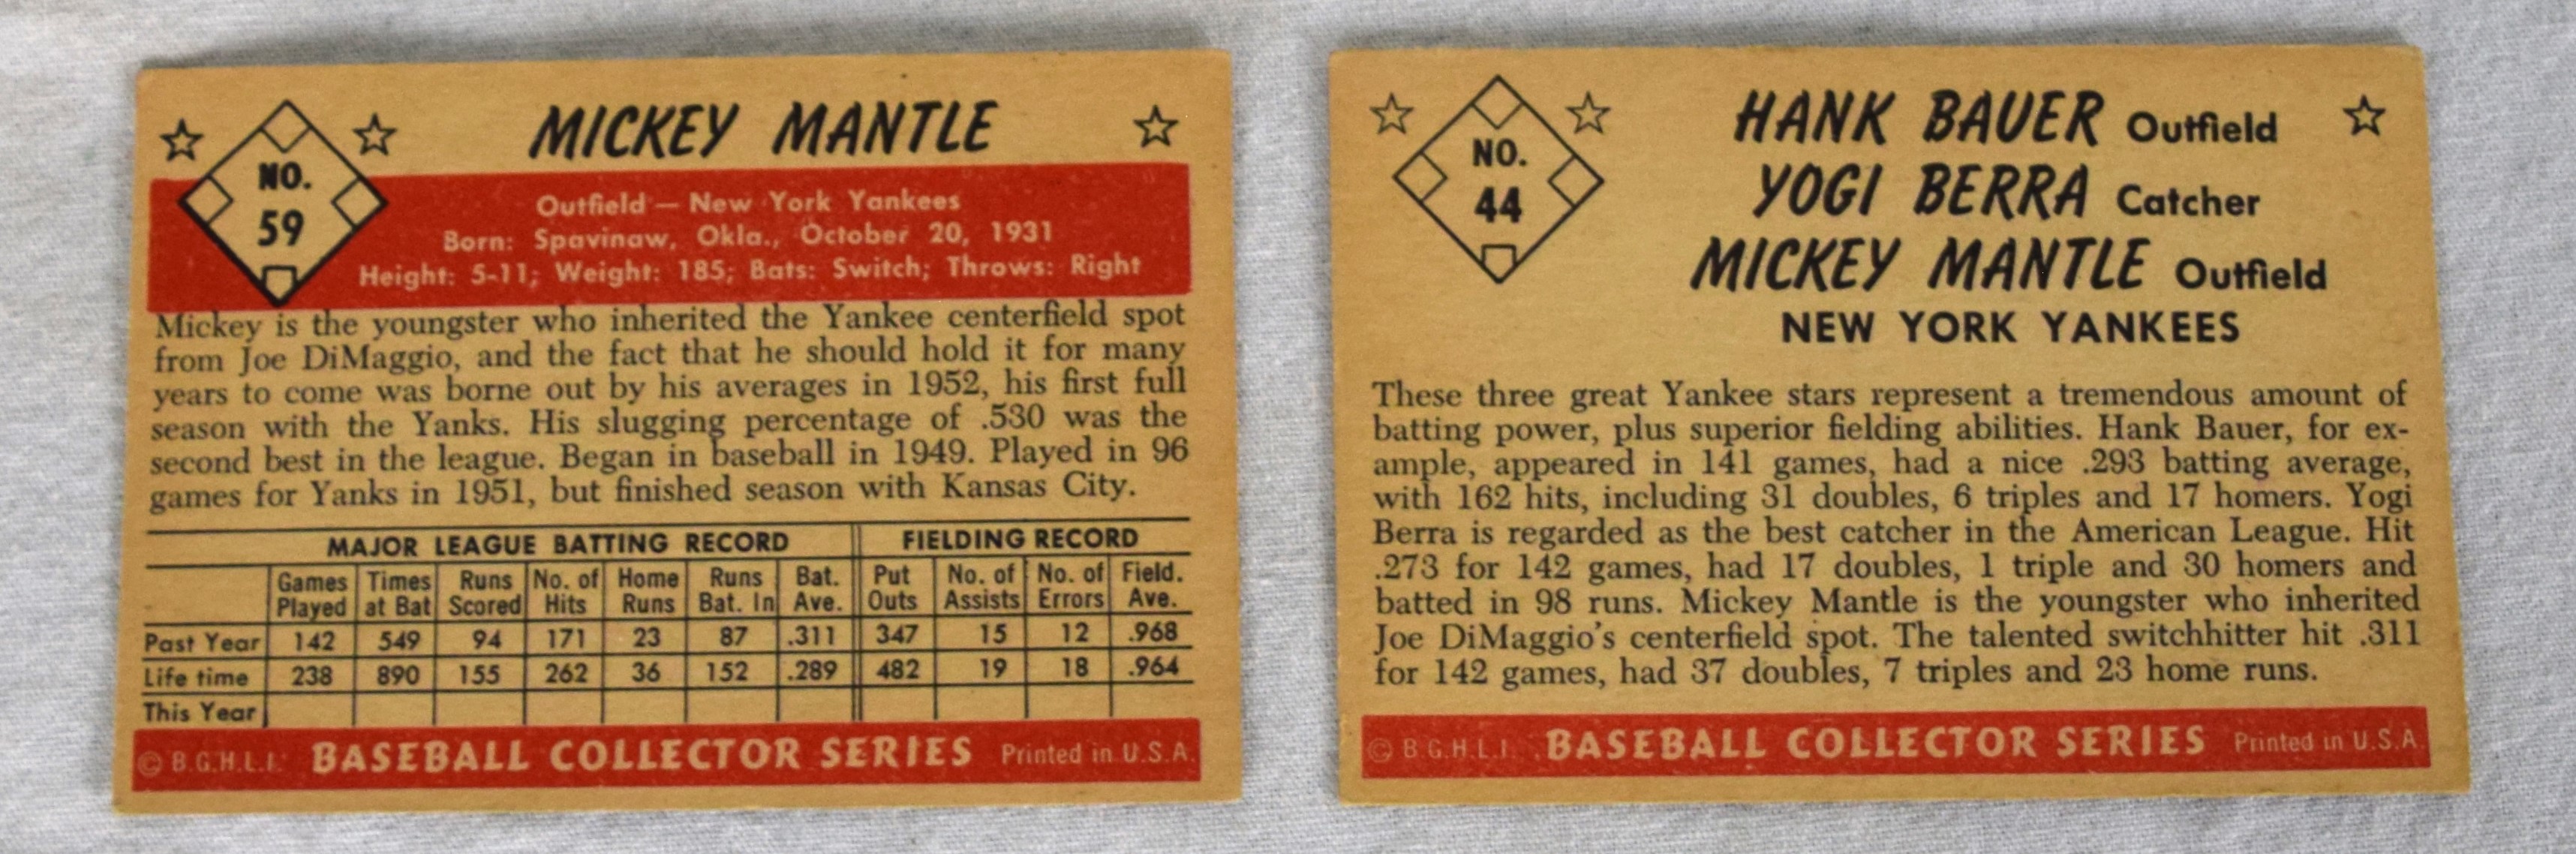 MICKEY MANTLE
NO.
59
Outfield — New York Yankees
Born: Spavinaw, Okla., October 20, 1931
Height: 5-11; Weight: 185; Bats: Switch; Throws: Right
Mickey is the youngster who inherited the Yankee centerfield spot
from Joe DiMaggio, and the fact that he should hold it for many
years to come was borne out by his averages in 1952, his first full
season with the Yanks. His slugging percentage of .530 was the
second best in the league. Began in baseball in 1949. Played in 96
games for Yanks in 1951, but finished season with Kansas City.
MAJOR LEAGUE BATTING RECORD FIELDING RECORD
Games Times Runs No. of Home Runs Bat. Put No. of No. of Field.
Played at Bat Scored Hits Runs Bat. In Ave. Outs Assists Errors Ave.
Past Year 142 549 94 171 23 87 .311 347 15 12 .968
Life time 238 890 155 262 36 152 .289 482 19 18 .964
This Year
© B.G.H.L.I. BASEBALL COLLECTOR SERIES Printed in U.S.A.
NO.
44
HANK BAUER Outfield
YOGI BERRA Catcher
MICKEY MANTLE Outfield
NEW YORK YANKEES
These three great Yankee stars represent a tremendous amount of
batting power, plus superior fielding abilities. Hank Bauer, for ex-
ample, appeared in 141 games, had a nice .293 batting average,
with 162 hits, including 31 doubles, 6 triples and 17 homers. Yogi
Berra is regarded as the best catcher in the American League. Hit
.273 for 142 games, had 17 doubles, 1 triple and 30 homers and
batted in 98 runs. Mickey Mantle is the youngster who inherited
Joe DiMaggio's centerfield spot. The talented switchhitter hit .311
for 142 games, had 37 doubles, 7 triples and 23 home runs.
© B.G.H.L.I. BASEBALL COLLECTOR SERIES Printed in U.S.A.